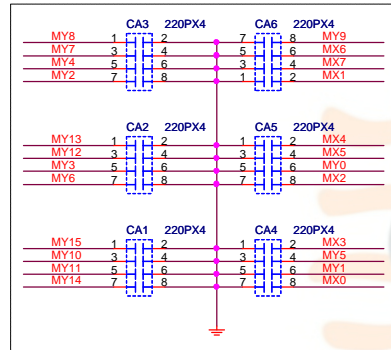 CA3 220PX4 CA6 220PX4
MY8 1 2 7 8 MY9
MY7 3 4 5 6 MX6
MY4 5 6 3 4 MX7
MY2 7 8 1 2 MX1
CA2 220PX4 CA5 220PX4
MY13 1 2 1 2 MX4
MY12 3 4 3 4 MX5
MY3 5 6 5 6 MY0
MY6 7 8 7 8 MX2
CA1 220PX4 CA4 220PX4
MY15 1 2 1 2 MX3
MY10 3 4 3 4 MY5
MY11 5 6 5 6 MY1
MY14 7 8 7 8 MX0